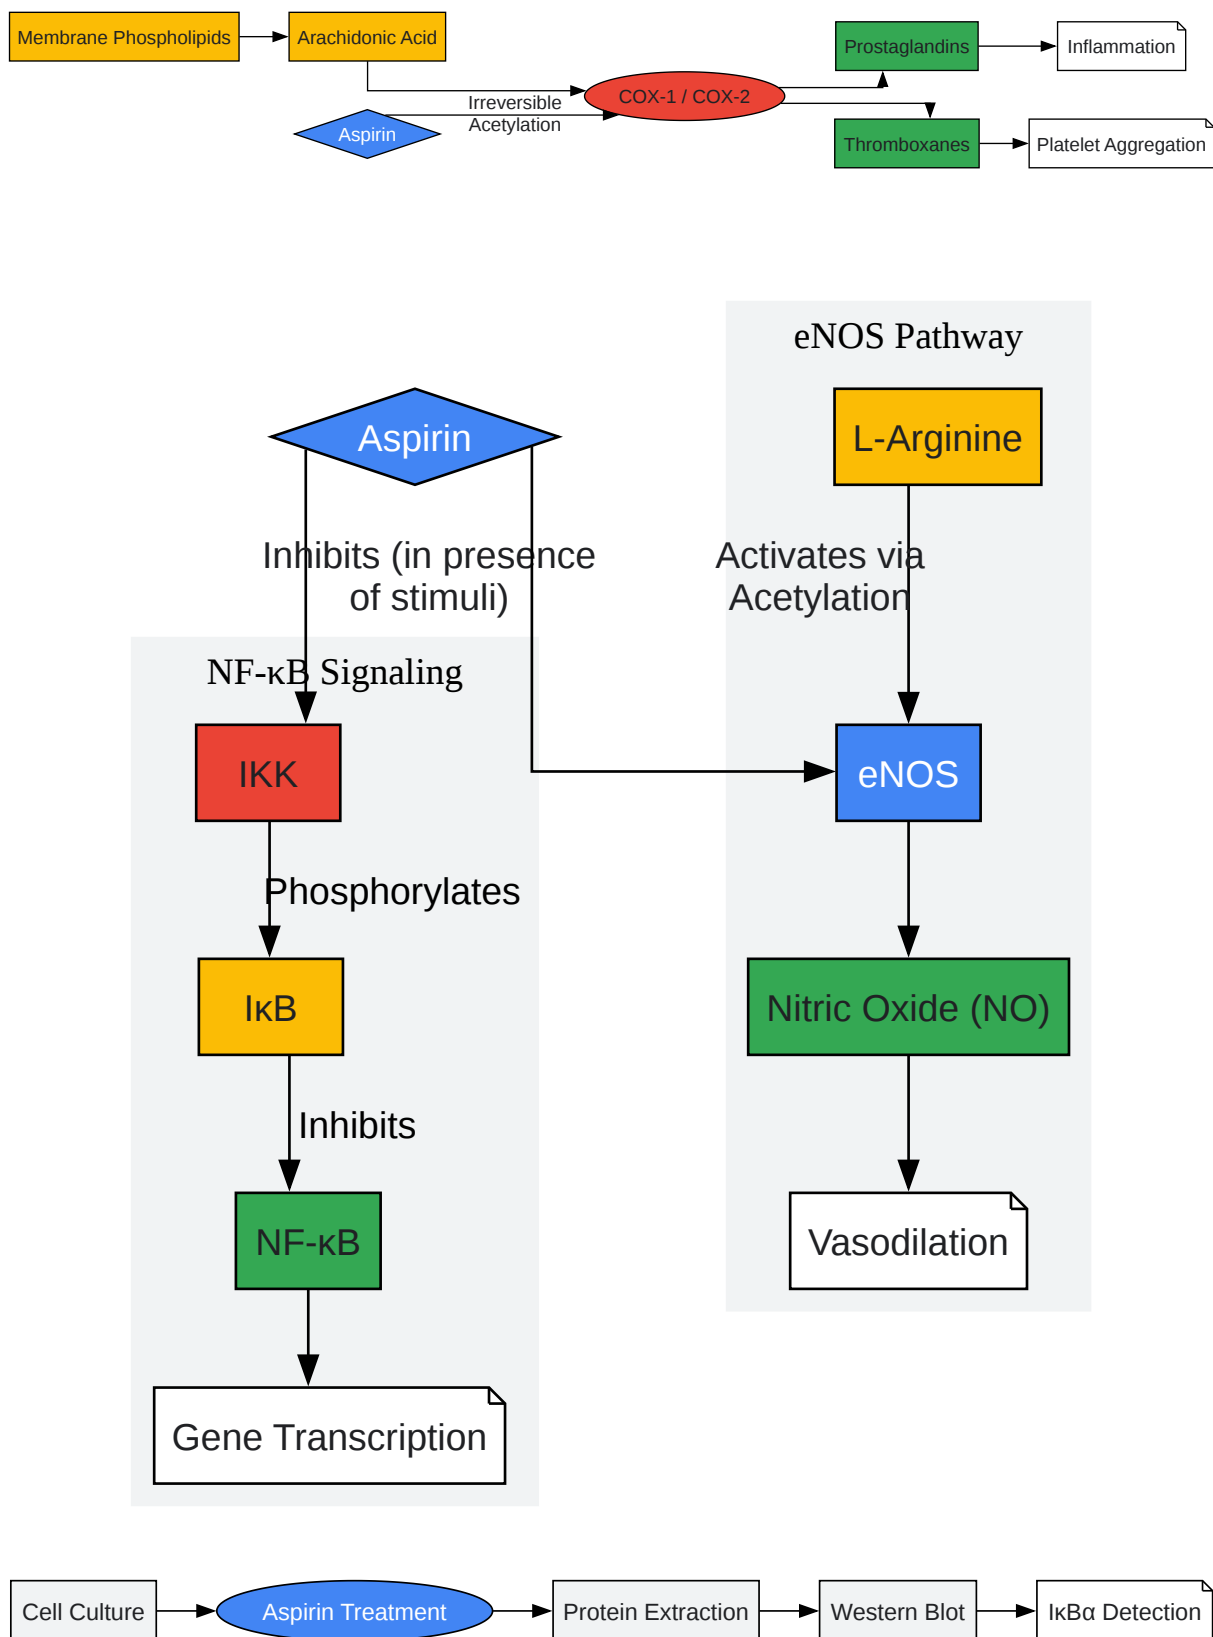 Membrane Phospholipids
Arachidonic Acid
Irreversible
Acetylation
Aspirin
COX-1 / COX-2
Prostaglandins
Inflammation
Thromboxanes
Platelet Aggregation
eNOS Pathway
Aspirin
L-Arginine
Inhibits (in presence
of stimuli)
Activates via
Acetylation
NF-κB Signaling
IKK
eNOS
Phosphorylates
IκB
Nitric Oxide (NO)
Inhibits
NF-κB
Vasodilation
Gene Transcription
Cell Culture
Aspirin Treatment
Protein Extraction
Western Blot
IκBα Detection